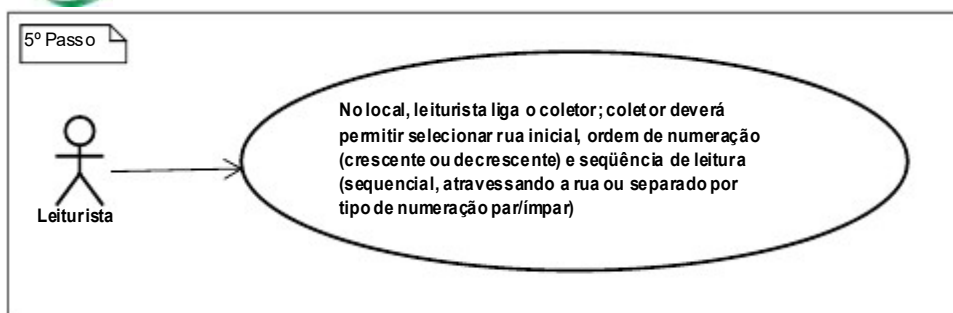 5º Passo
No local, leiturista liga o coletor; coletor deverá
permitir selecionar rua inicial, ordem de numeração
(crescente ou decrescente) e seqüência de leitura
(sequencial, atravessando a rua ou separado por
tipo de numeração par/ímpar)
Leiturista